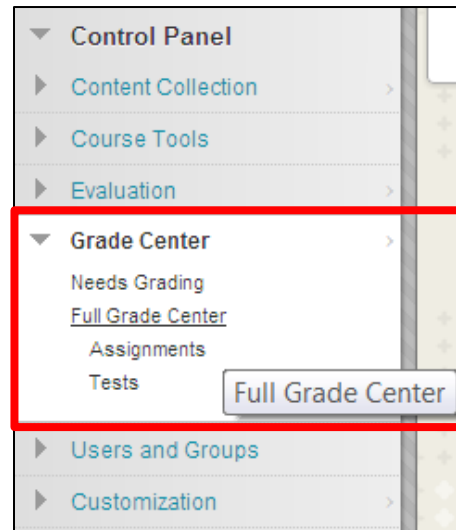 Control Panel
Content Collection
Course Tools
Evaluation
Grade Center
Needs Grading
Full Grade Center
Assignments
Tests
Full Grade Center
Users and Groups
Customization